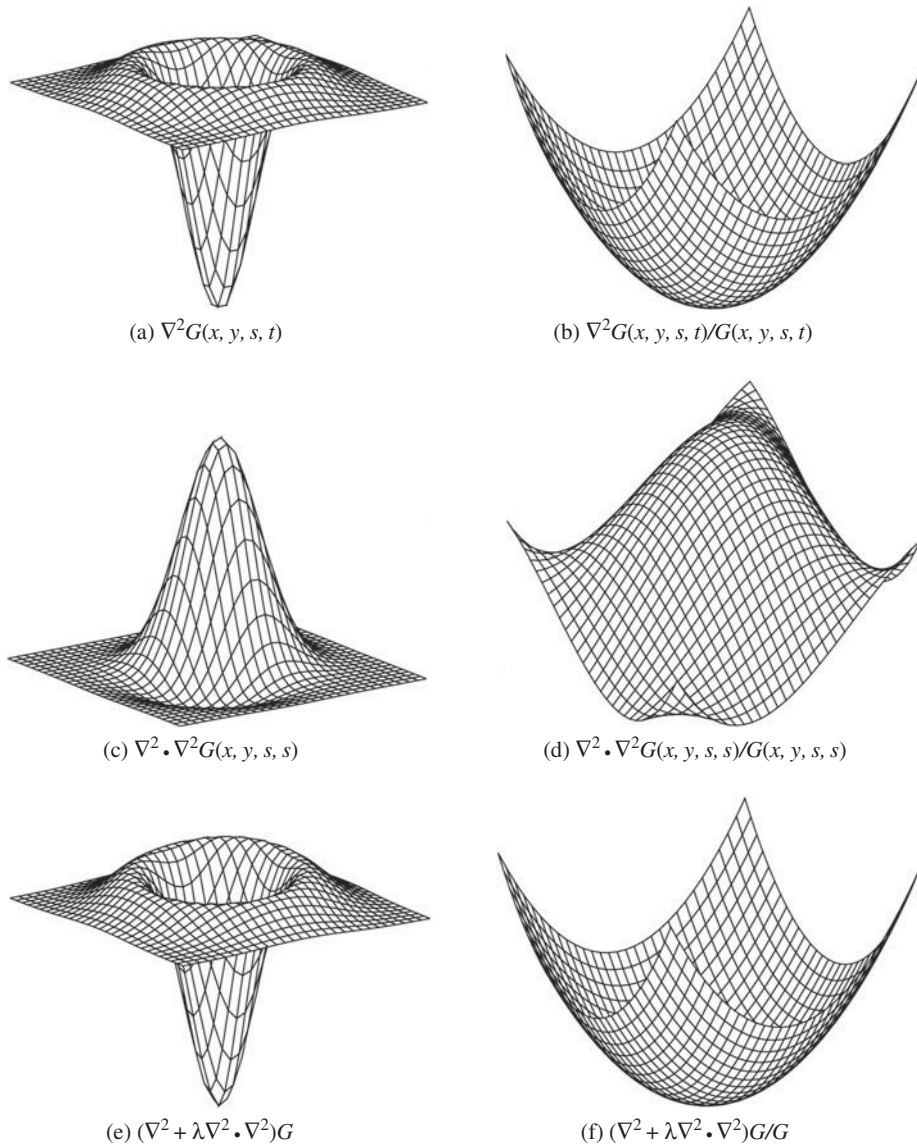 (a) ∇²G(x, y, s, t)
(b) ∇²G(x, y, s, t)/G(x, y, s, t)
(c) ∇² • ∇²G(x, y, s, s)
(d) ∇² • ∇²G(x, y, s, s)/G(x, y, s, s)
(e) (∇² + λ∇² • ∇²)G
(f) (∇² + λ∇² • ∇²)G/G